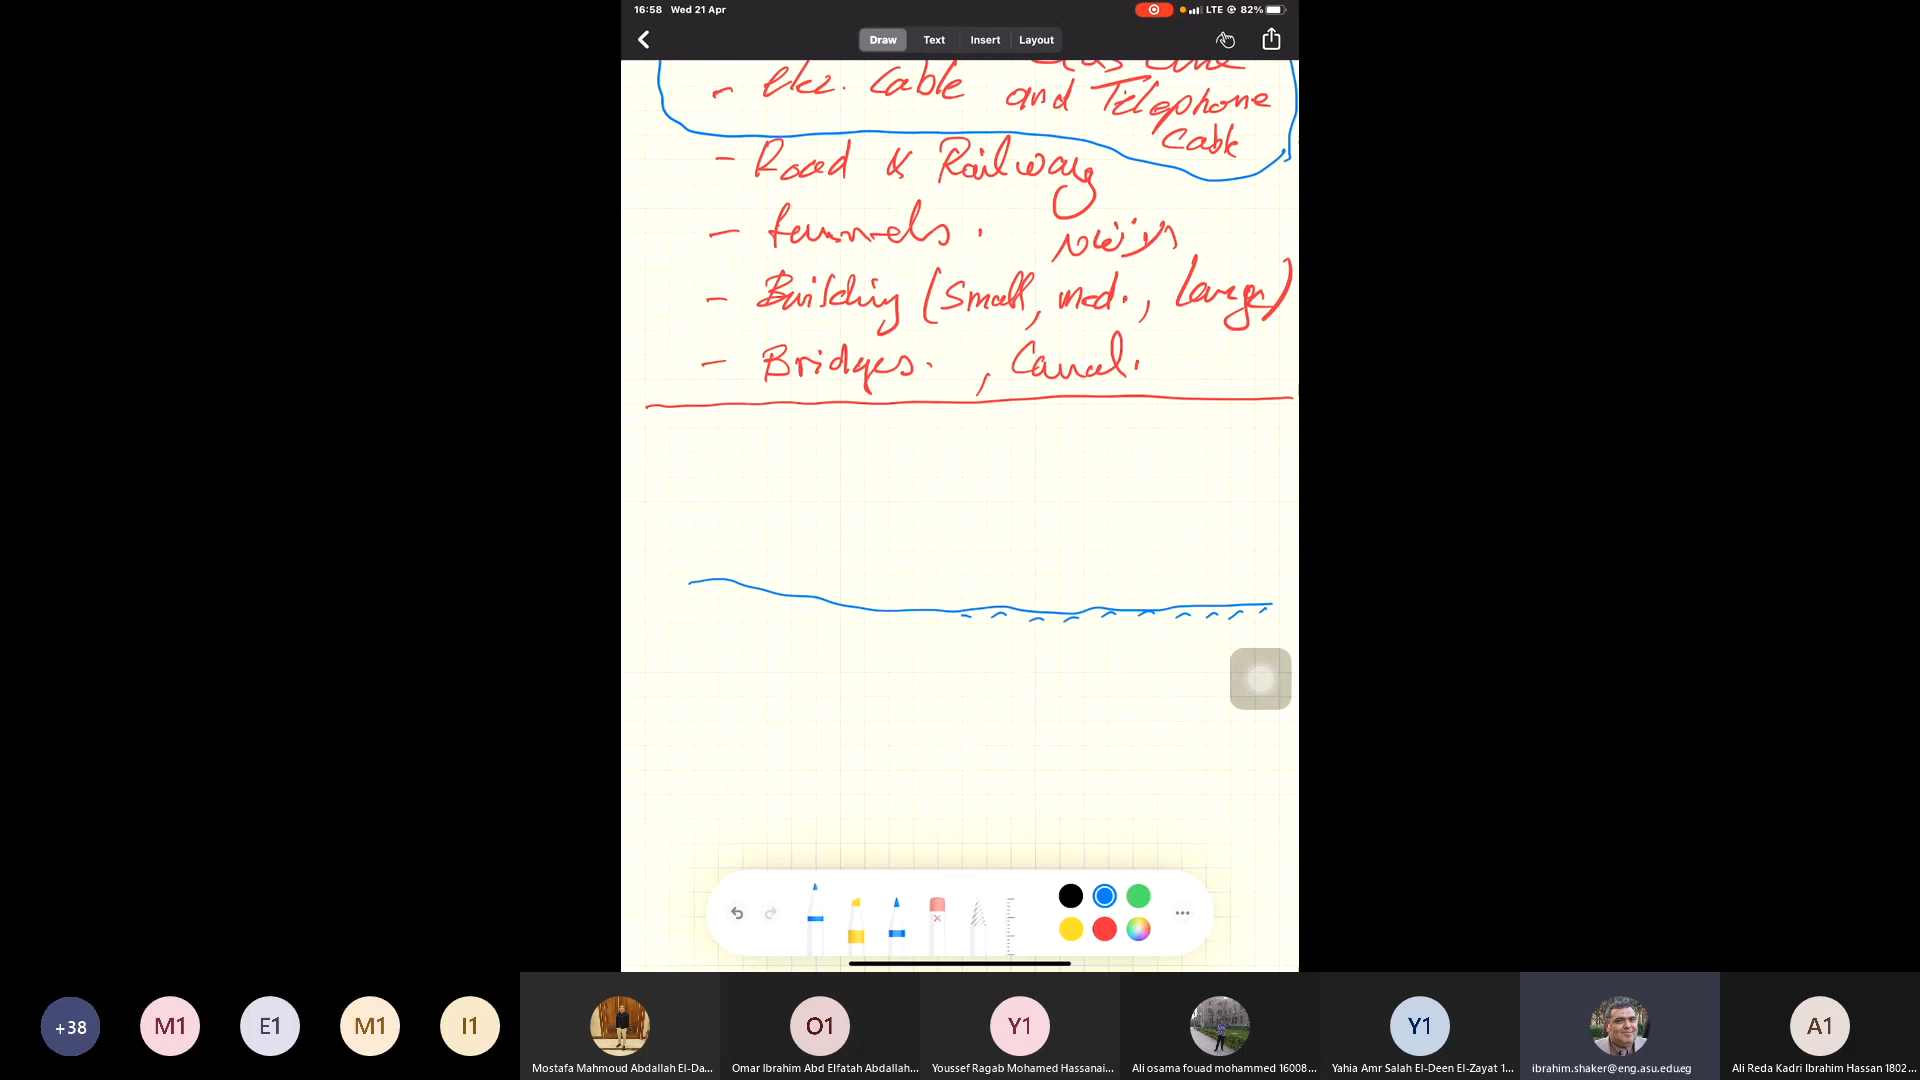 16:58 Wed 21 Apr
LTE 82%
Draw Text Insert Layout
Gas Line
- Elec. Cable and Telephone
Cable
- Road & Railway
- tunnels.
- Building (Small, med., large)
- Bridges. , Canal.
+38
M1
E1
M1
I1
Mostafa Mahmoud Abdallah El-Da...
O1
Omar Ibrahim Abd Elfatah Abdallah...
Y1
Youssef Ragab Mohamed Hassanai...
Ali osama fouad mohammed 16008...
Y1
Yahia Amr Salah El-Deen El-Zayat 1...
ibrahim.shaker@eng.asu.edu.eg
A1
Ali Reda Kadri Ibrahim Hassan 1802...